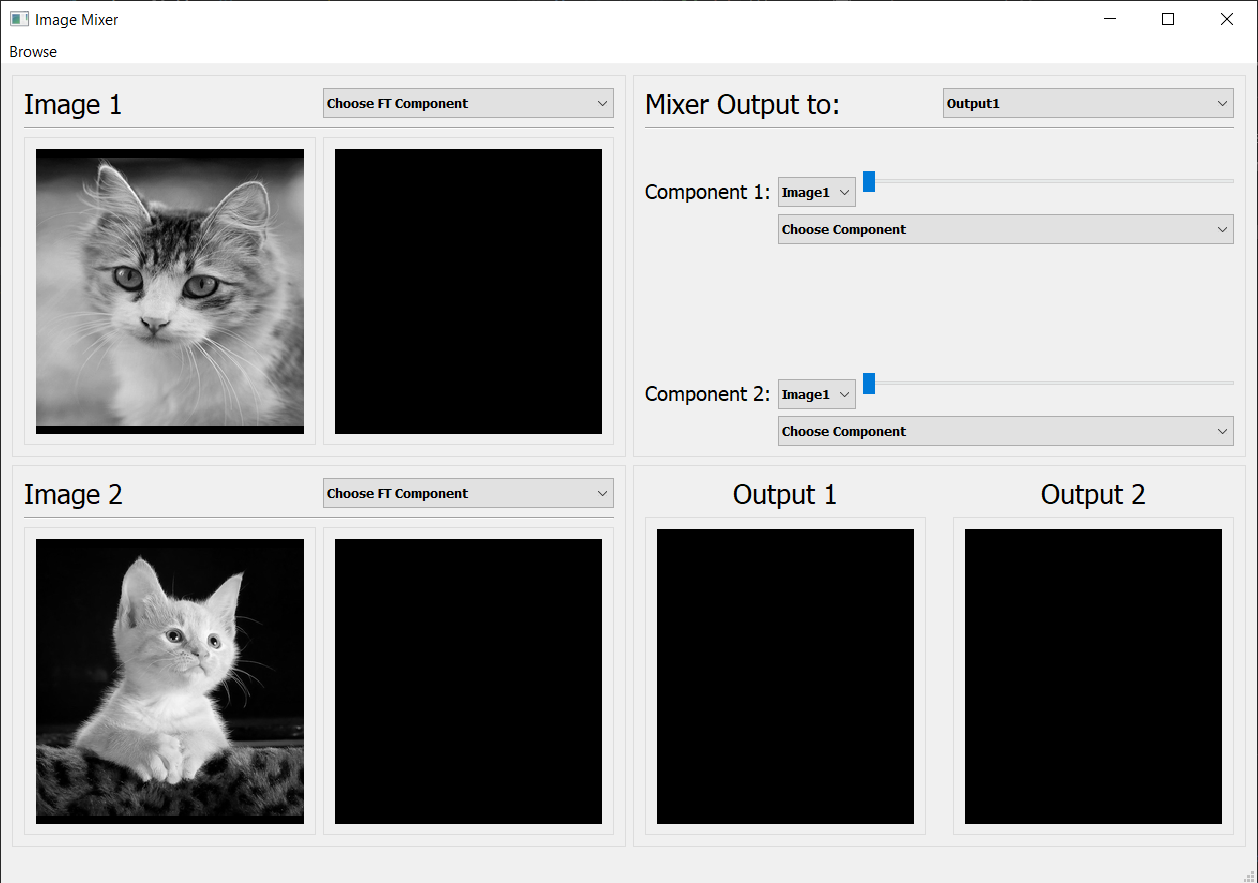 Image Mixer
Browse
Image 1
Choose FT Component
Mixer Output to:
Output1
Component 1:
Image1
Choose Component
Component 2:
Image1
Choose Component
Image 2
Choose FT Component
Output 1
Output 2